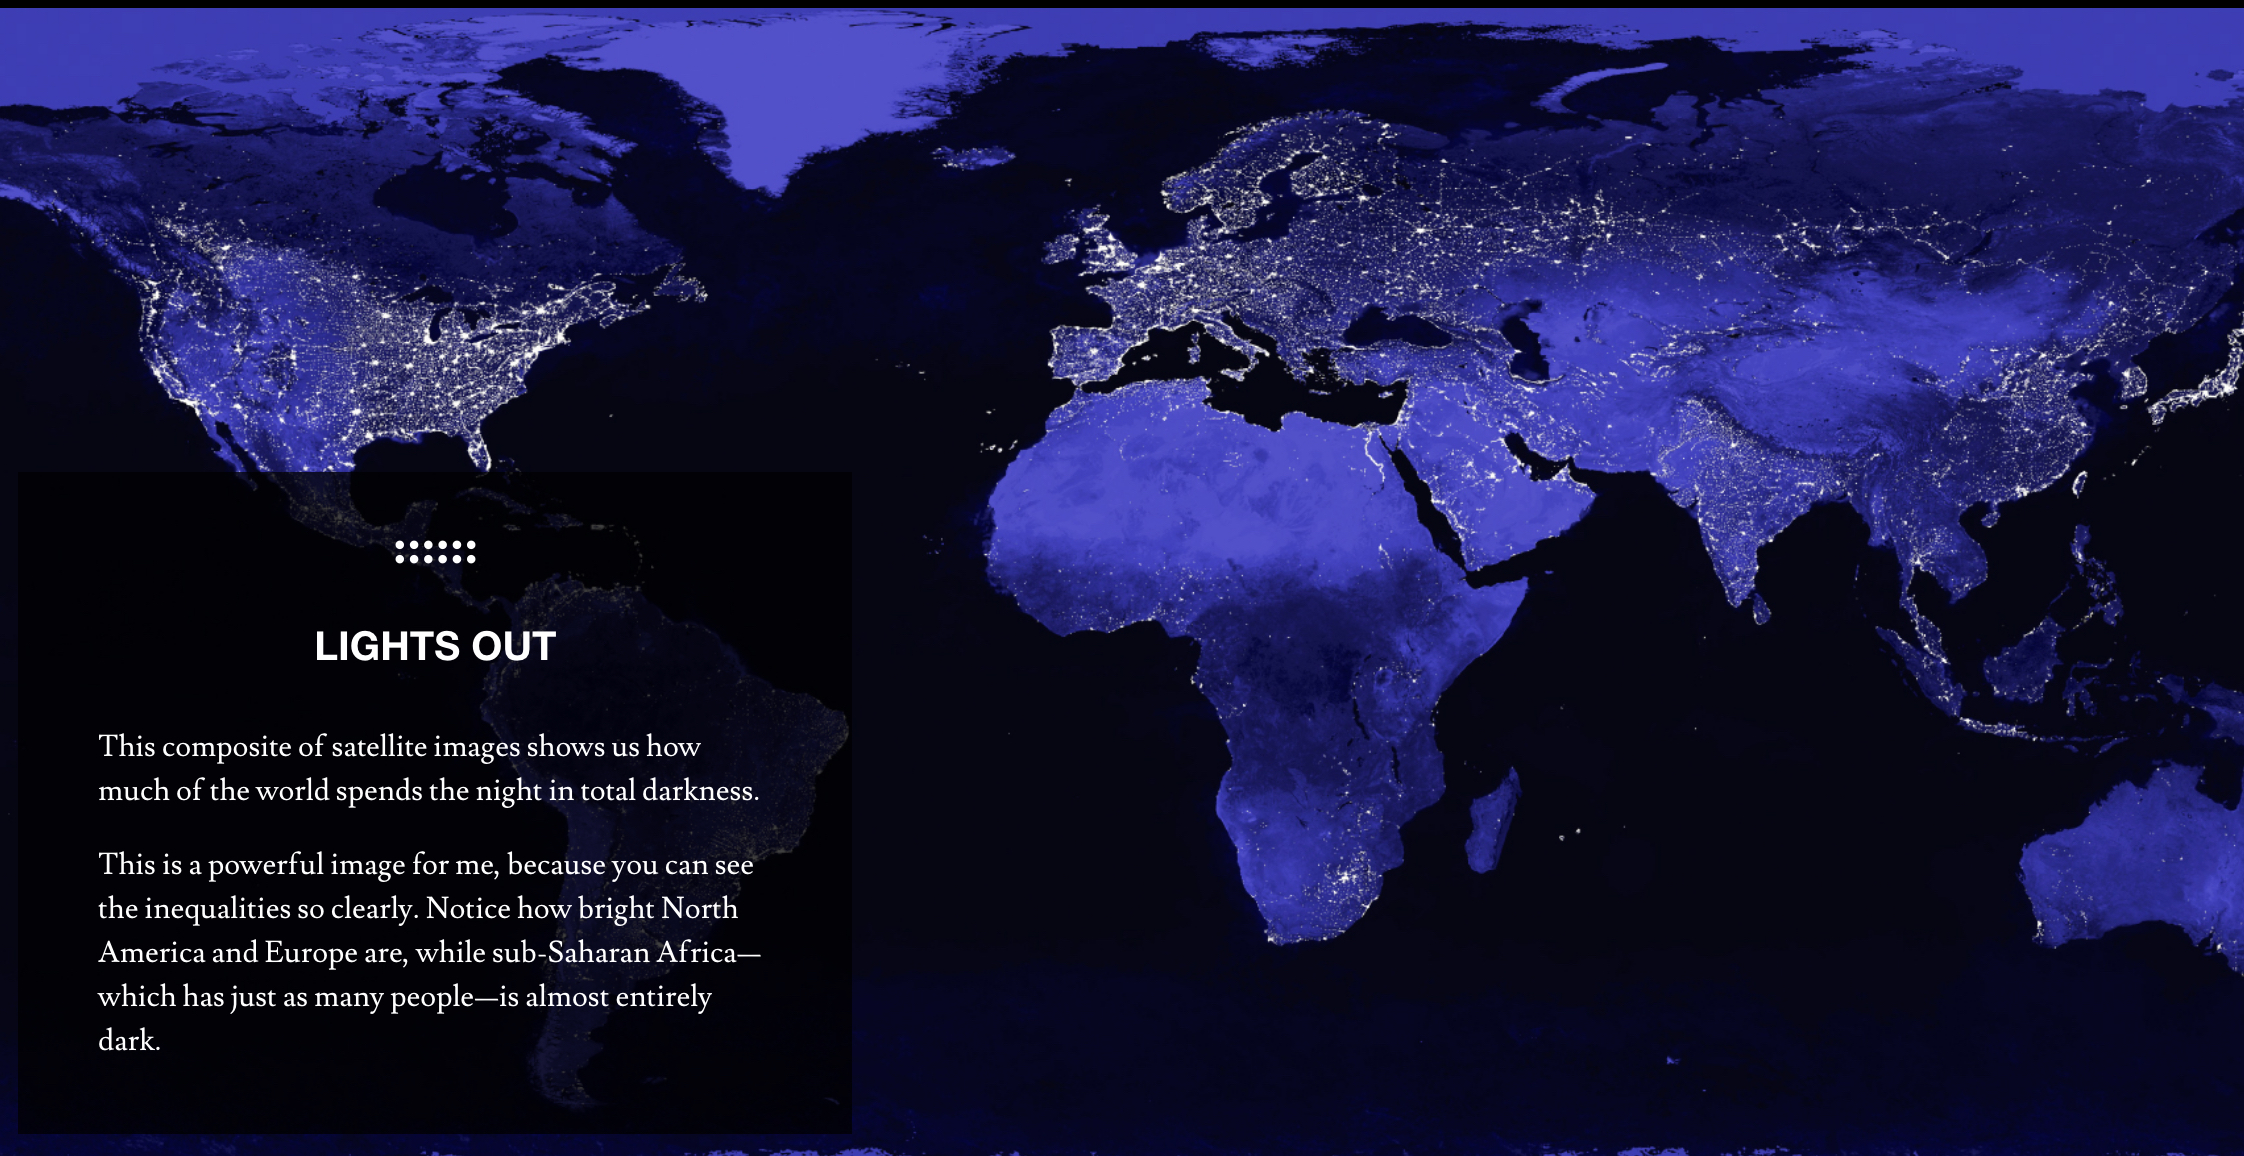 LIGHTS OUT
This composite of satellite images shows us how
much of the world spends the night in total darkness.
This is a powerful image for me, because you can see
the inequalities so clearly. Notice how bright North
America and Europe are, while sub-Saharan Africa—
which has just as many people—is almost entirely
dark.